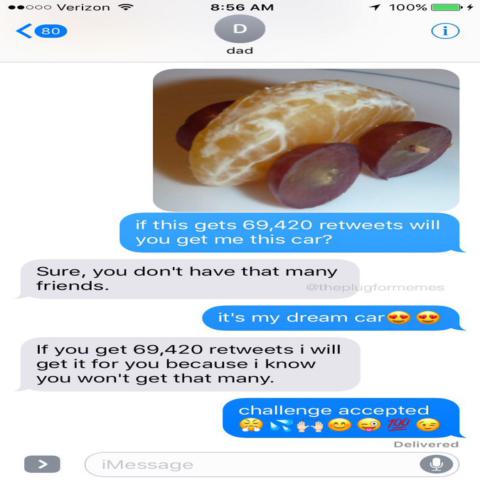 Verizon 8:56 AM 100%
80
D
dad
if this gets 69,420 retweets will
you get me this car?
Sure, you don't have that many
friends.
@theplugformemes
it's my dream car😍😍
If you get 69,420 retweets i will
get it for you because i know
you won't get that many.
challenge accepted
😤💦🙌🏻😊😜💯😉
Delivered
iMessage